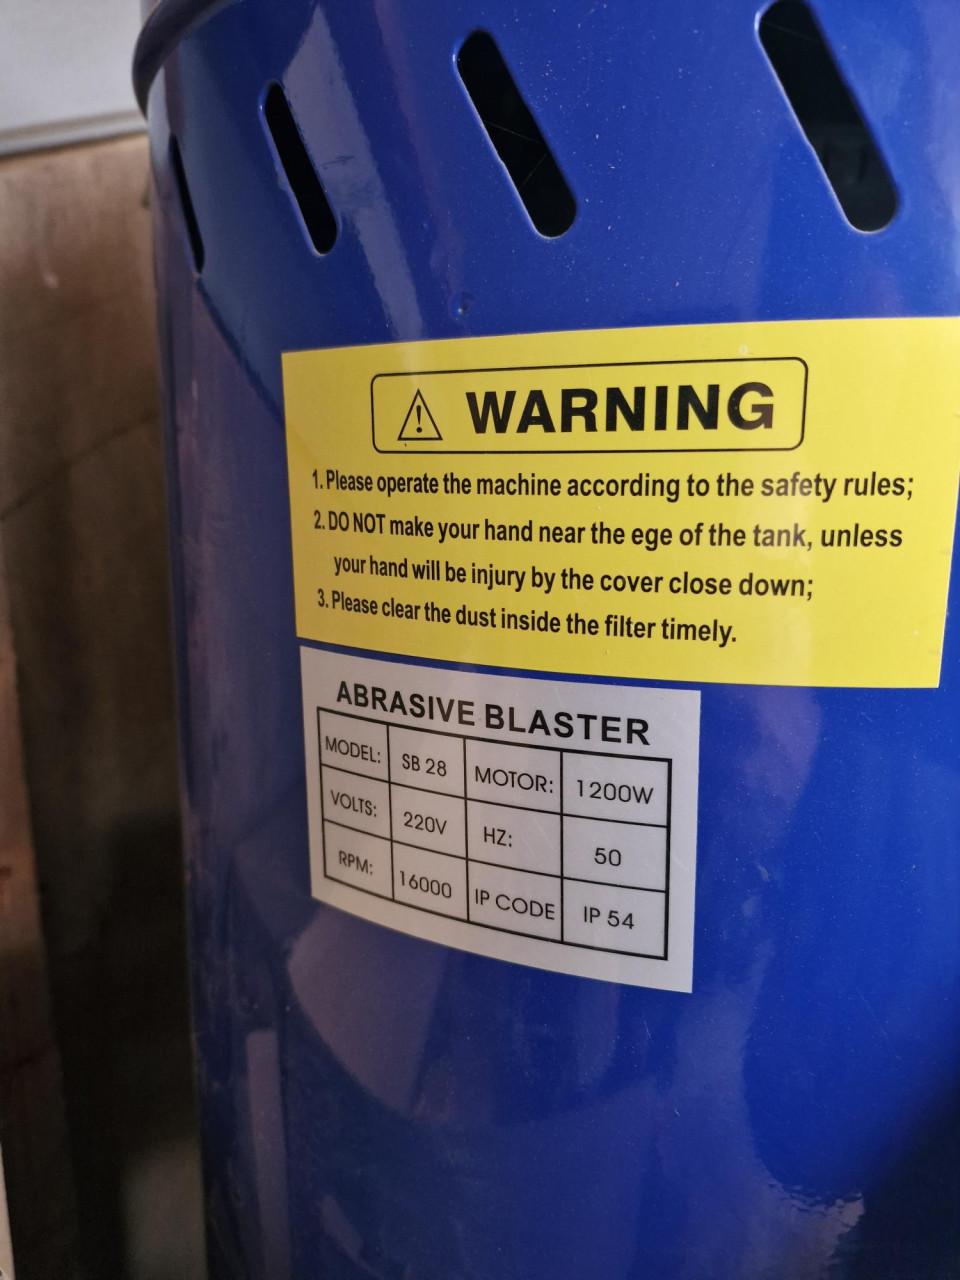 WARNING
1. Please operate the machine according to the safety rules;
2. DO NOT make your hand near the ege of the tank, unless
your hand will be injury by the cover close down;
3. Please clear the dust inside the filter timely.
ABRASIVE BLASTER
MODEL: SB 28 MOTOR: 1200W
VOLTS: 220V HZ: 50
RPM: 16000 IP CODE IP 54